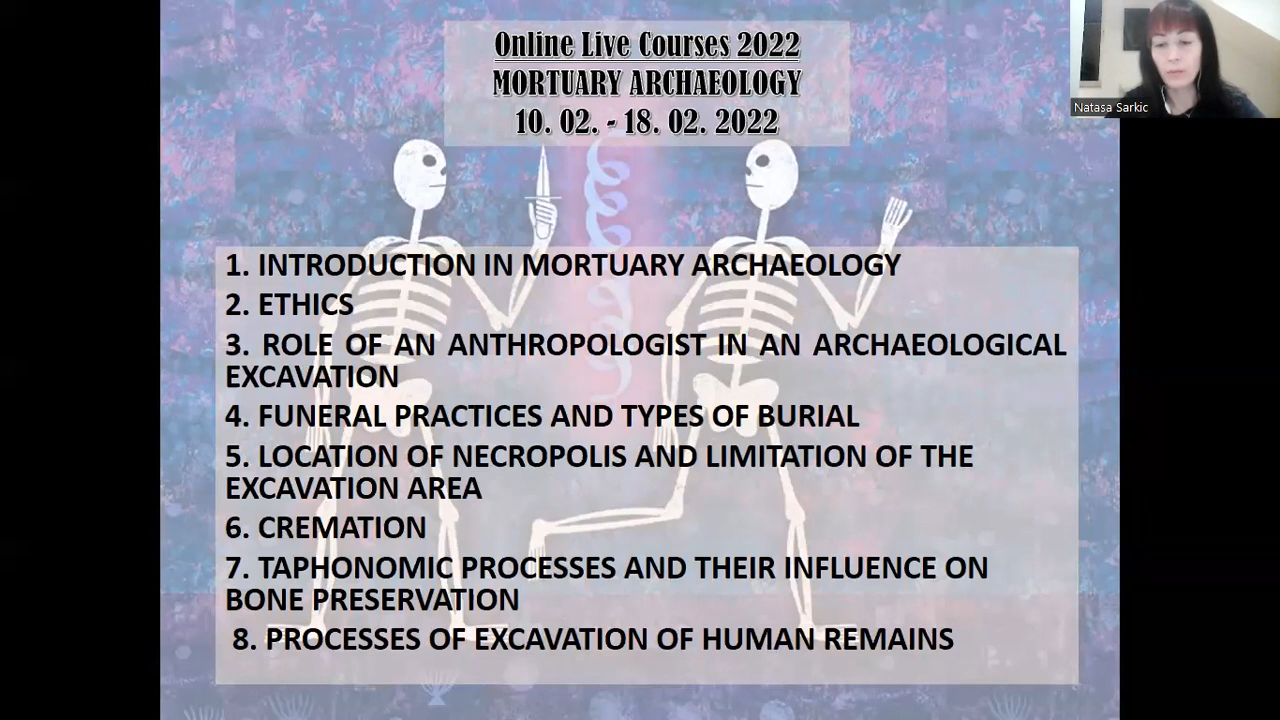 Online Live Courses 2022
MORTUARY ARCHAEOLOGY
10. 02. - 18. 02. 2022
Natasa Sarkic
1. INTRODUCTION IN MORTUARY ARCHAEOLOGY
2. ETHICS
3. ROLE OF AN ANTHROPOLOGIST IN AN ARCHAEOLOGICAL
EXCAVATION
4. FUNERAL PRACTICES AND TYPES OF BURIAL
5. LOCATION OF NECROPOLIS AND LIMITATION OF THE
EXCAVATION AREA
6. CREMATION
7. TAPHONOMIC PROCESSES AND THEIR INFLUENCE ON
BONE PRESERVATION
8. PROCESSES OF EXCAVATION OF HUMAN REMAINS